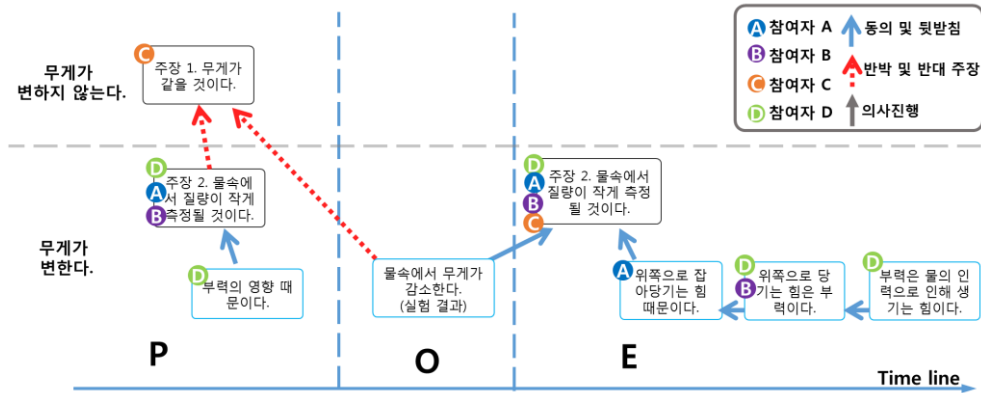 C
주장 1. 무게가
같을 것이다.
무게가
변하지 않는다.
A 참여자 A
B 참여자 B
C 참여자 C
D 참여자 D
동의 및 뒷받침
반박 및 반대 주장
의사진행
D
A
B
주장 2. 물속에
서 질량이 작게
측정될 것이다.
D
A
B
C
주장 2. 물속에서
질량이 작게 측정
될 것이다.
무게가
변한다.
D
부력의 영향 때
문이다.
물속에서 무게가
감소한다.
(실험 결과)
A
위쪽으로 잡
아당기는 힘
때문이다.
D
B
위쪽으로 당
기는 힘은 부
력이다.
D
부력은 물의 인
력으로 인해 생
기는 힘이다.
P
O
E
Time line